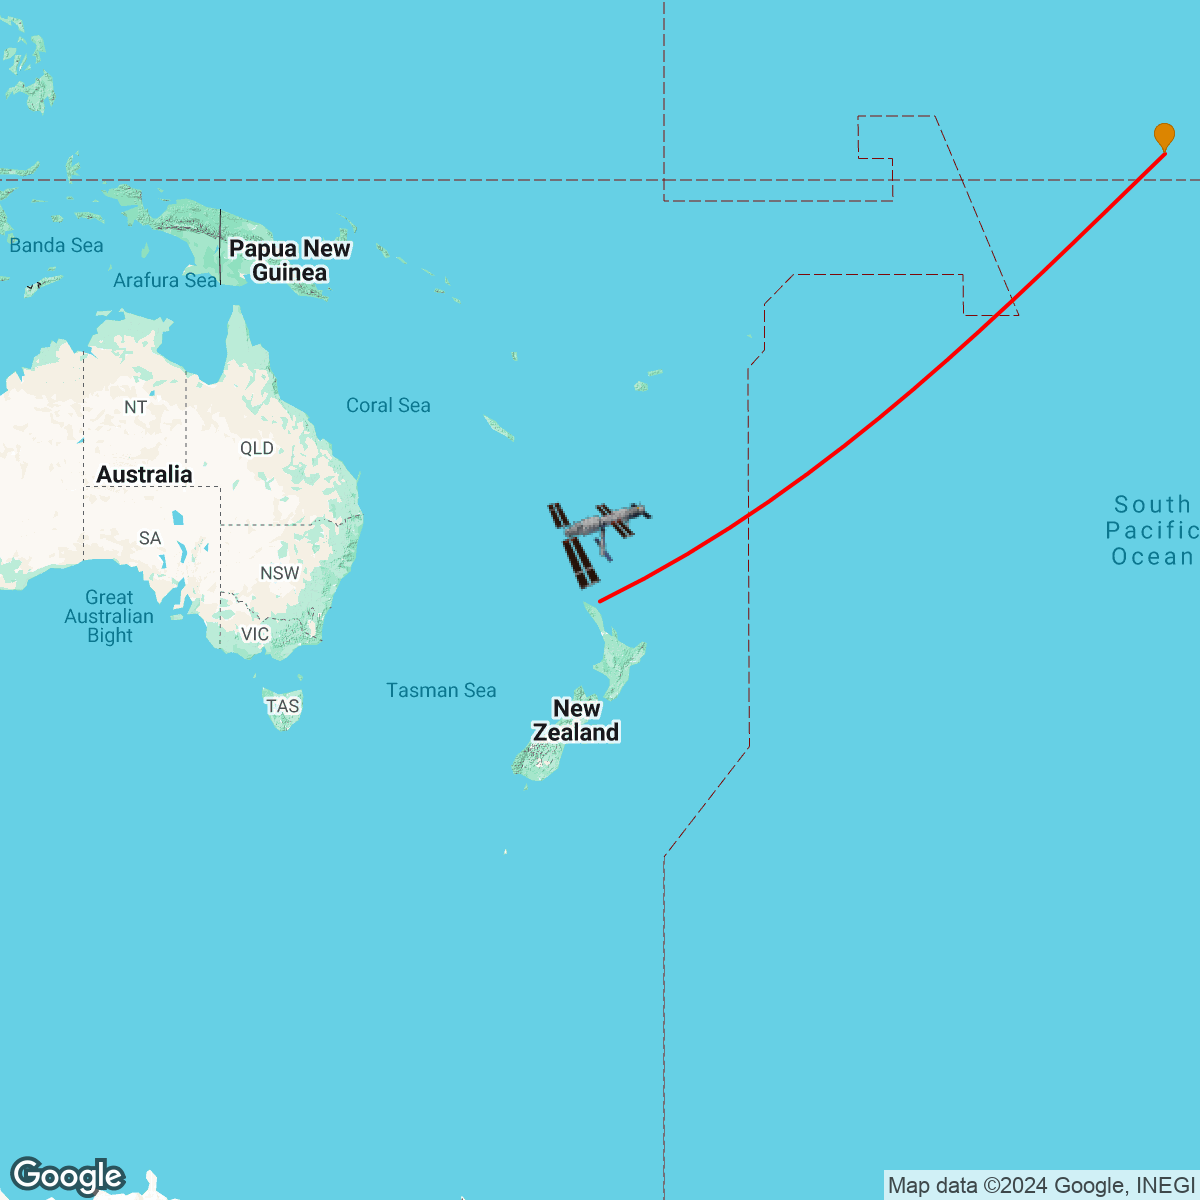 Banda Sea
Papua New
Guinea
Arafura Sea
NT
Coral Sea
QLD
Australia
South
Pacific
Ocean
SA
NSW
Great
Australian
Bight
VIC
Tasman Sea
TAS
New
Zealand
Google
Map data ©2024 Google, INEGI